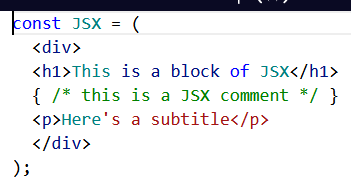 const JSX = (
<div>
<h1>This is a block of JSX</h1>
{ /* this is a JSX comment */ }
<p>Here's a subtitle</p>
</div>
);